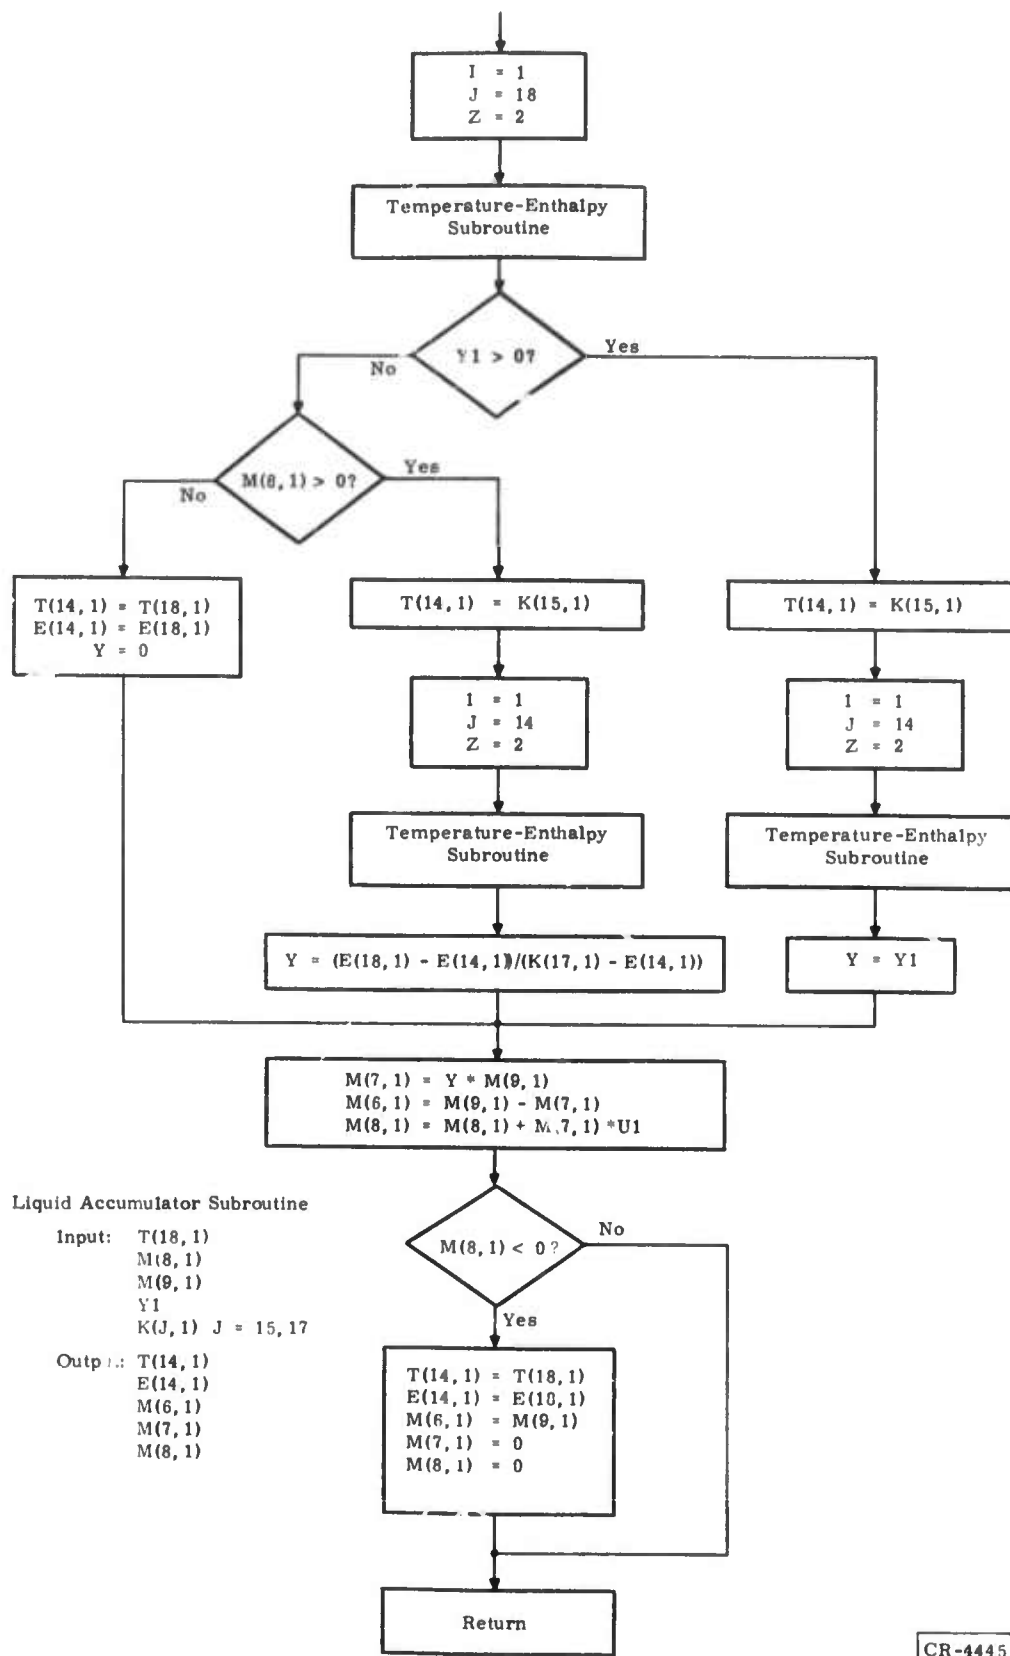 I = 1
J = 18
Z = 2
Temperature-Enthalpy
Subroutine
Y1 > 0?
Yes
No
M(8,1) > 0?
Yes
No
T(14,1) = T(18,1)
E(14,1) = E(18,1)
Y = 0
T(14,1) = K(15,1)
T(14,1) = K(15,1)
I = 1
J = 14
Z = 2
I = 1
J = 14
Z = 2
Temperature-Enthalpy
Subroutine
Temperature-Enthalpy
Subroutine
Y = (E(18,1) - E(14,1))/(K(17,1) - E(14,1))
Y = Y1
M(7,1) = Y * M(9,1)
M(6,1) = M(9,1) - M(7,1)
M(8,1) = M(8,1) + M(7,1) *U1
Liquid Accumulator Subroutine
Input: T(18,1)
M(8,1)
M(9,1)
Y1
K(J,1) J = 15,17
Output: T(14,1)
E(14,1)
M(6,1)
M(7,1)
M(8,1)
M(8,1) < 0?
No
Yes
T(14,1) = T(18,1)
E(14,1) = E(18,1)
M(6,1) = M(9,1)
M(7,1) = 0
M(8,1) = 0
Return
CR-4445